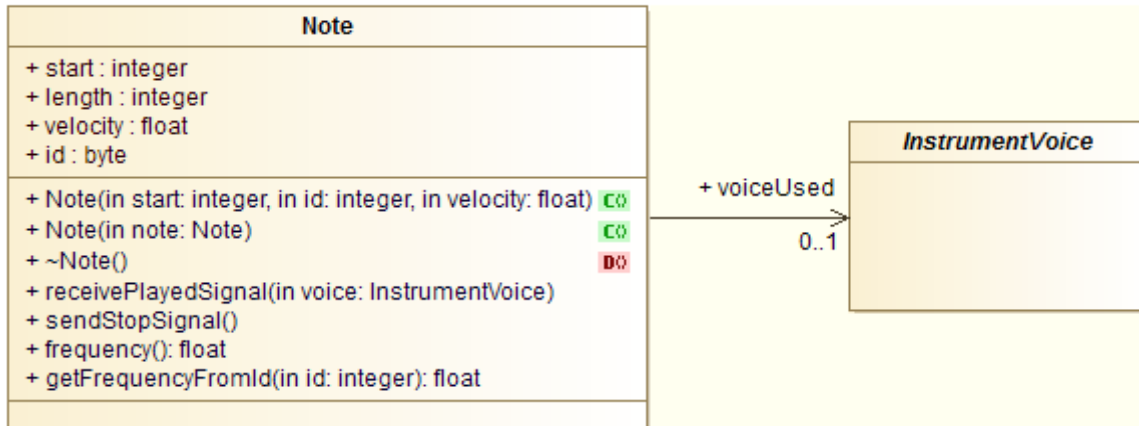 Note
+ start : integer
+ length : integer
+ velocity : float
+ id : byte
+ Note(in start: integer, in id: integer, in velocity: float) C()
+ Note(in note: Note) C()
+ ~Note() D()
+ receivePlayedSignal(in voice: InstrumentVoice)
+ sendStopSignal()
+ frequency(): float
+ getFrequencyFromId(in id: integer): float
+ voiceUsed
0..1
InstrumentVoice